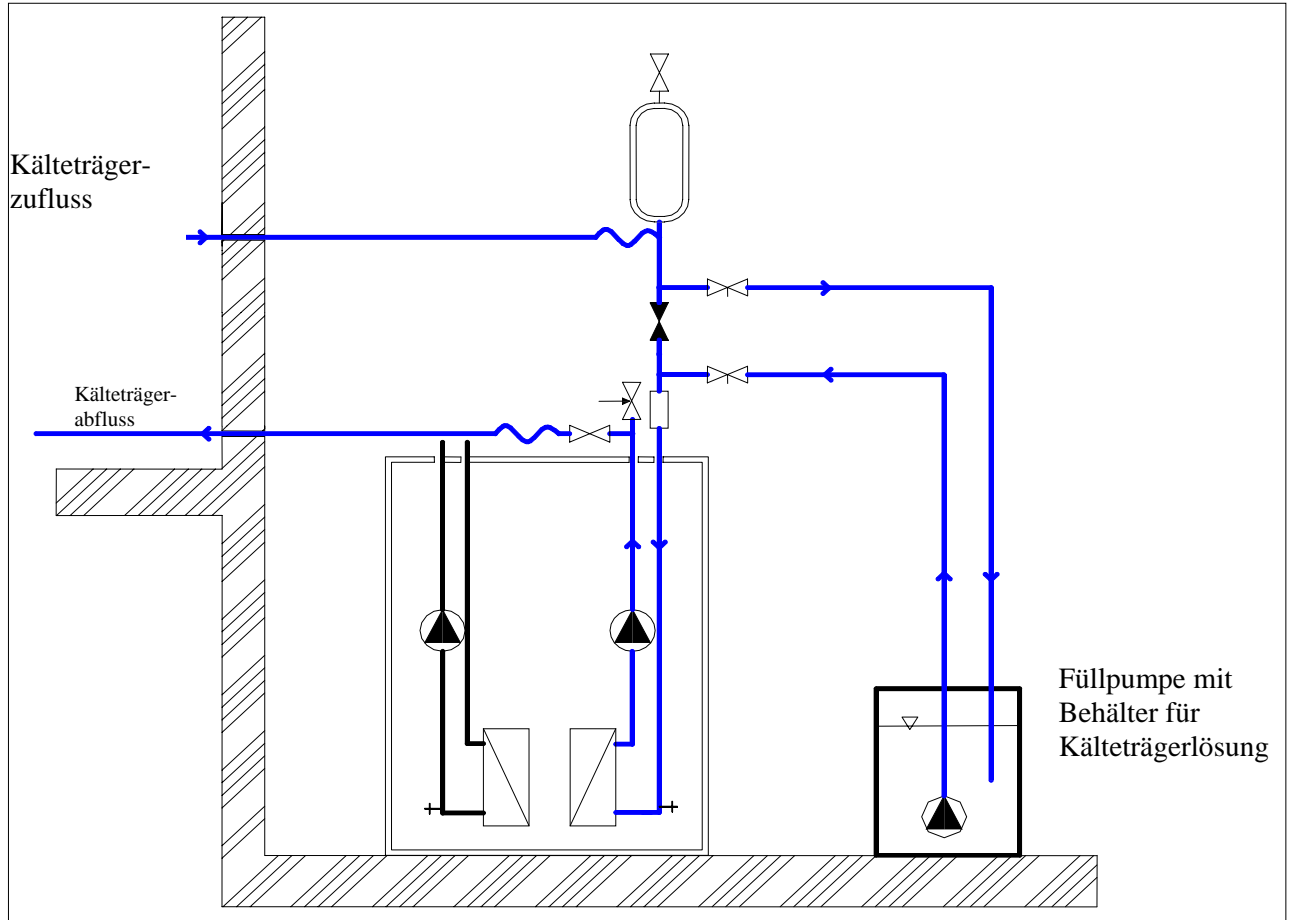 Kälteträger-
zufluss
Kälteträger-
abfluss
Füllpumpe mit
Behälter für
Kälteträgerlösung